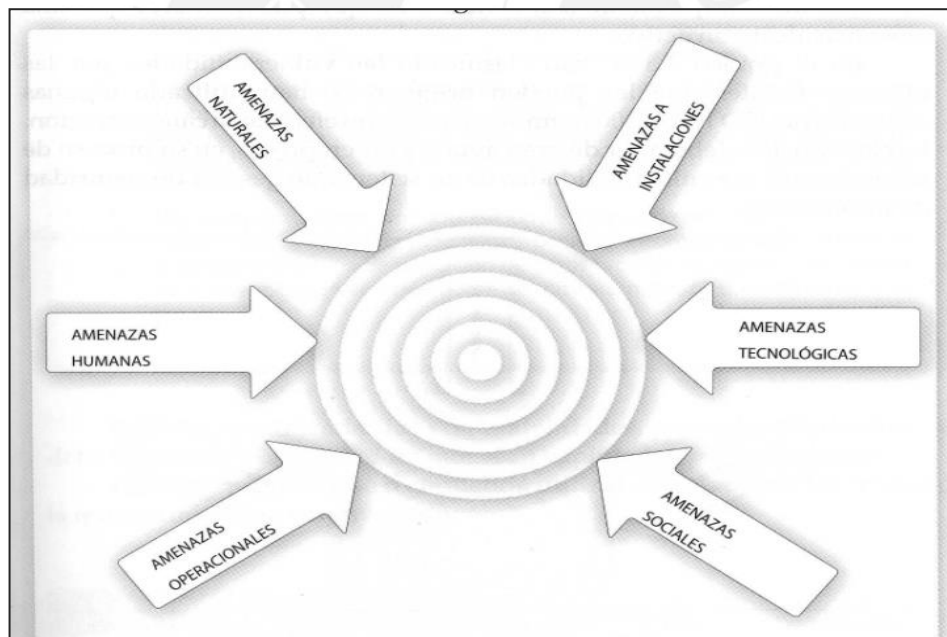 AMENAZAS
NATURALES
AMENAZAS A
INSTALACIONES
AMENAZAS
HUMANAS
AMENAZAS
TECNOLÓGICAS
AMENAZAS
OPERACIONALES
AMENAZAS
SOCIALES